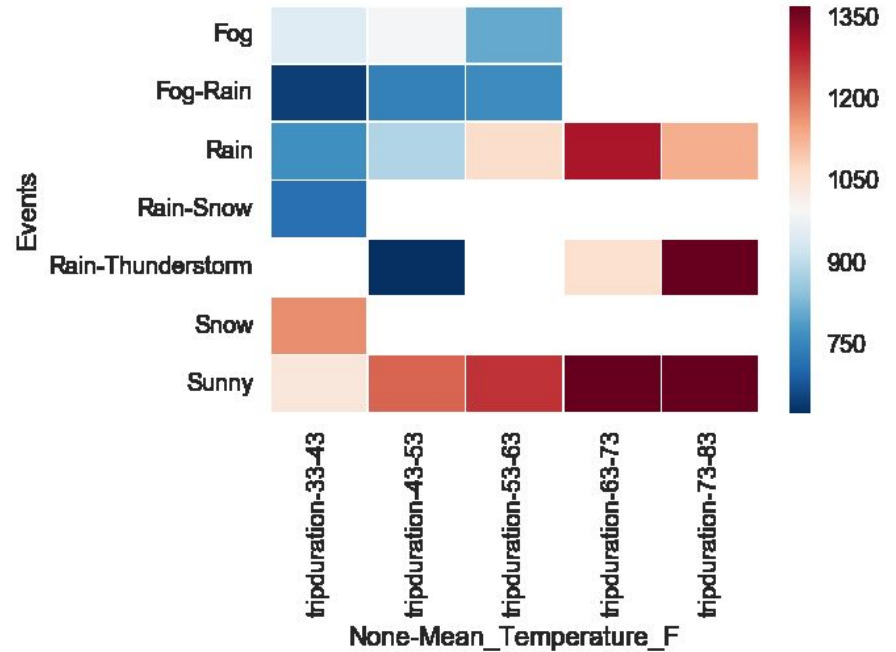 Events
Fog
Fog-Rain
Rain
Rain-Snow
Rain-Thunderstorm
Snow
Sunny
tripduration-33-43
tripduration-43-53
tripduration-53-63
tripduration-63-73
tripduration-73-83
None-Mean_Temperature_F
1350
1200
1050
900
750